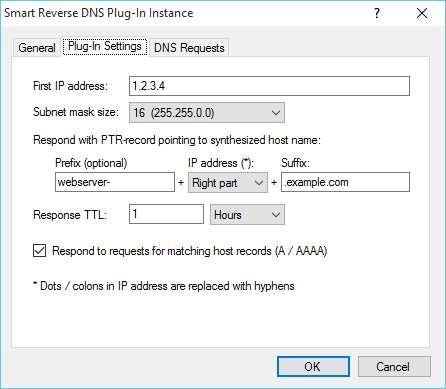 Smart Reverse DNS Plug-In Instance ?
General Plug-In Settings DNS Requests
First IP address: 1.2.3.4
Subnet mask size: 16 (255.255.0.0)
Respond with PTR-record pointing to synthesized host name:
Prefix (optional) IP address (*): Suffix:
webserver- + Right part + .example.com
Response TTL: 1 Hours
Respond to requests for matching host records (A / AAAA)
* Dots / colons in IP address are replaced with hyphens
OK Cancel